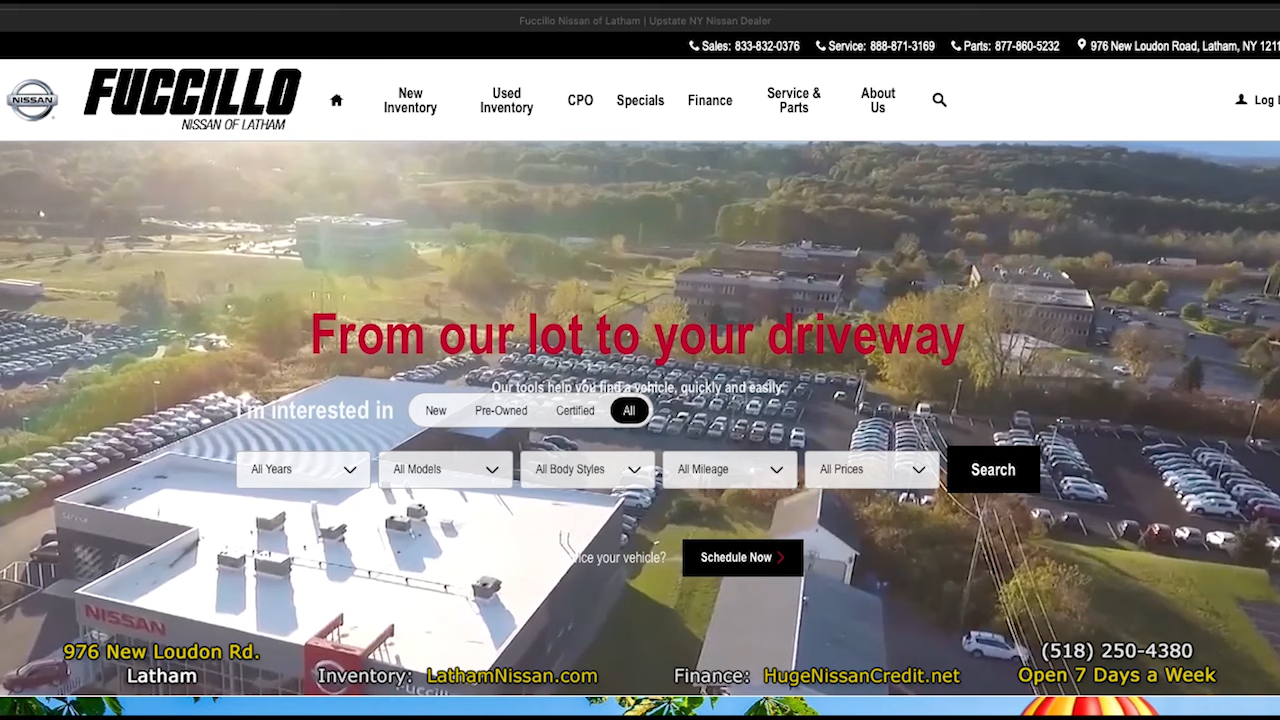 Fuccillo Nissan of Latham | Upstate NY Nissan Dealer
Sales: 833-832-0376 Service: 888-871-3169 Parts: 877-860-5232 976 New Loudon Road, Latham, NY 1211
NISSAN
FUCCILLO
NISSAN OF LATHAM
New Inventory
Used Inventory
CPO
Specials
Finance
Service & Parts
About Us
Log I
From our lot to your driveway
Our tools help you find a vehicle, quickly and easily.
I'm interested in
New Pre-Owned Certified All
All Years All Models All Body Styles All Mileage All Prices Search
ice your vehicle? Schedule Now
NISSAN
976 New Loudon Rd.
Latham
Inventory: LathamNissan.com
Finance: HugeNissanCredit.net
(518) 250-4380
Open 7 Days a Week